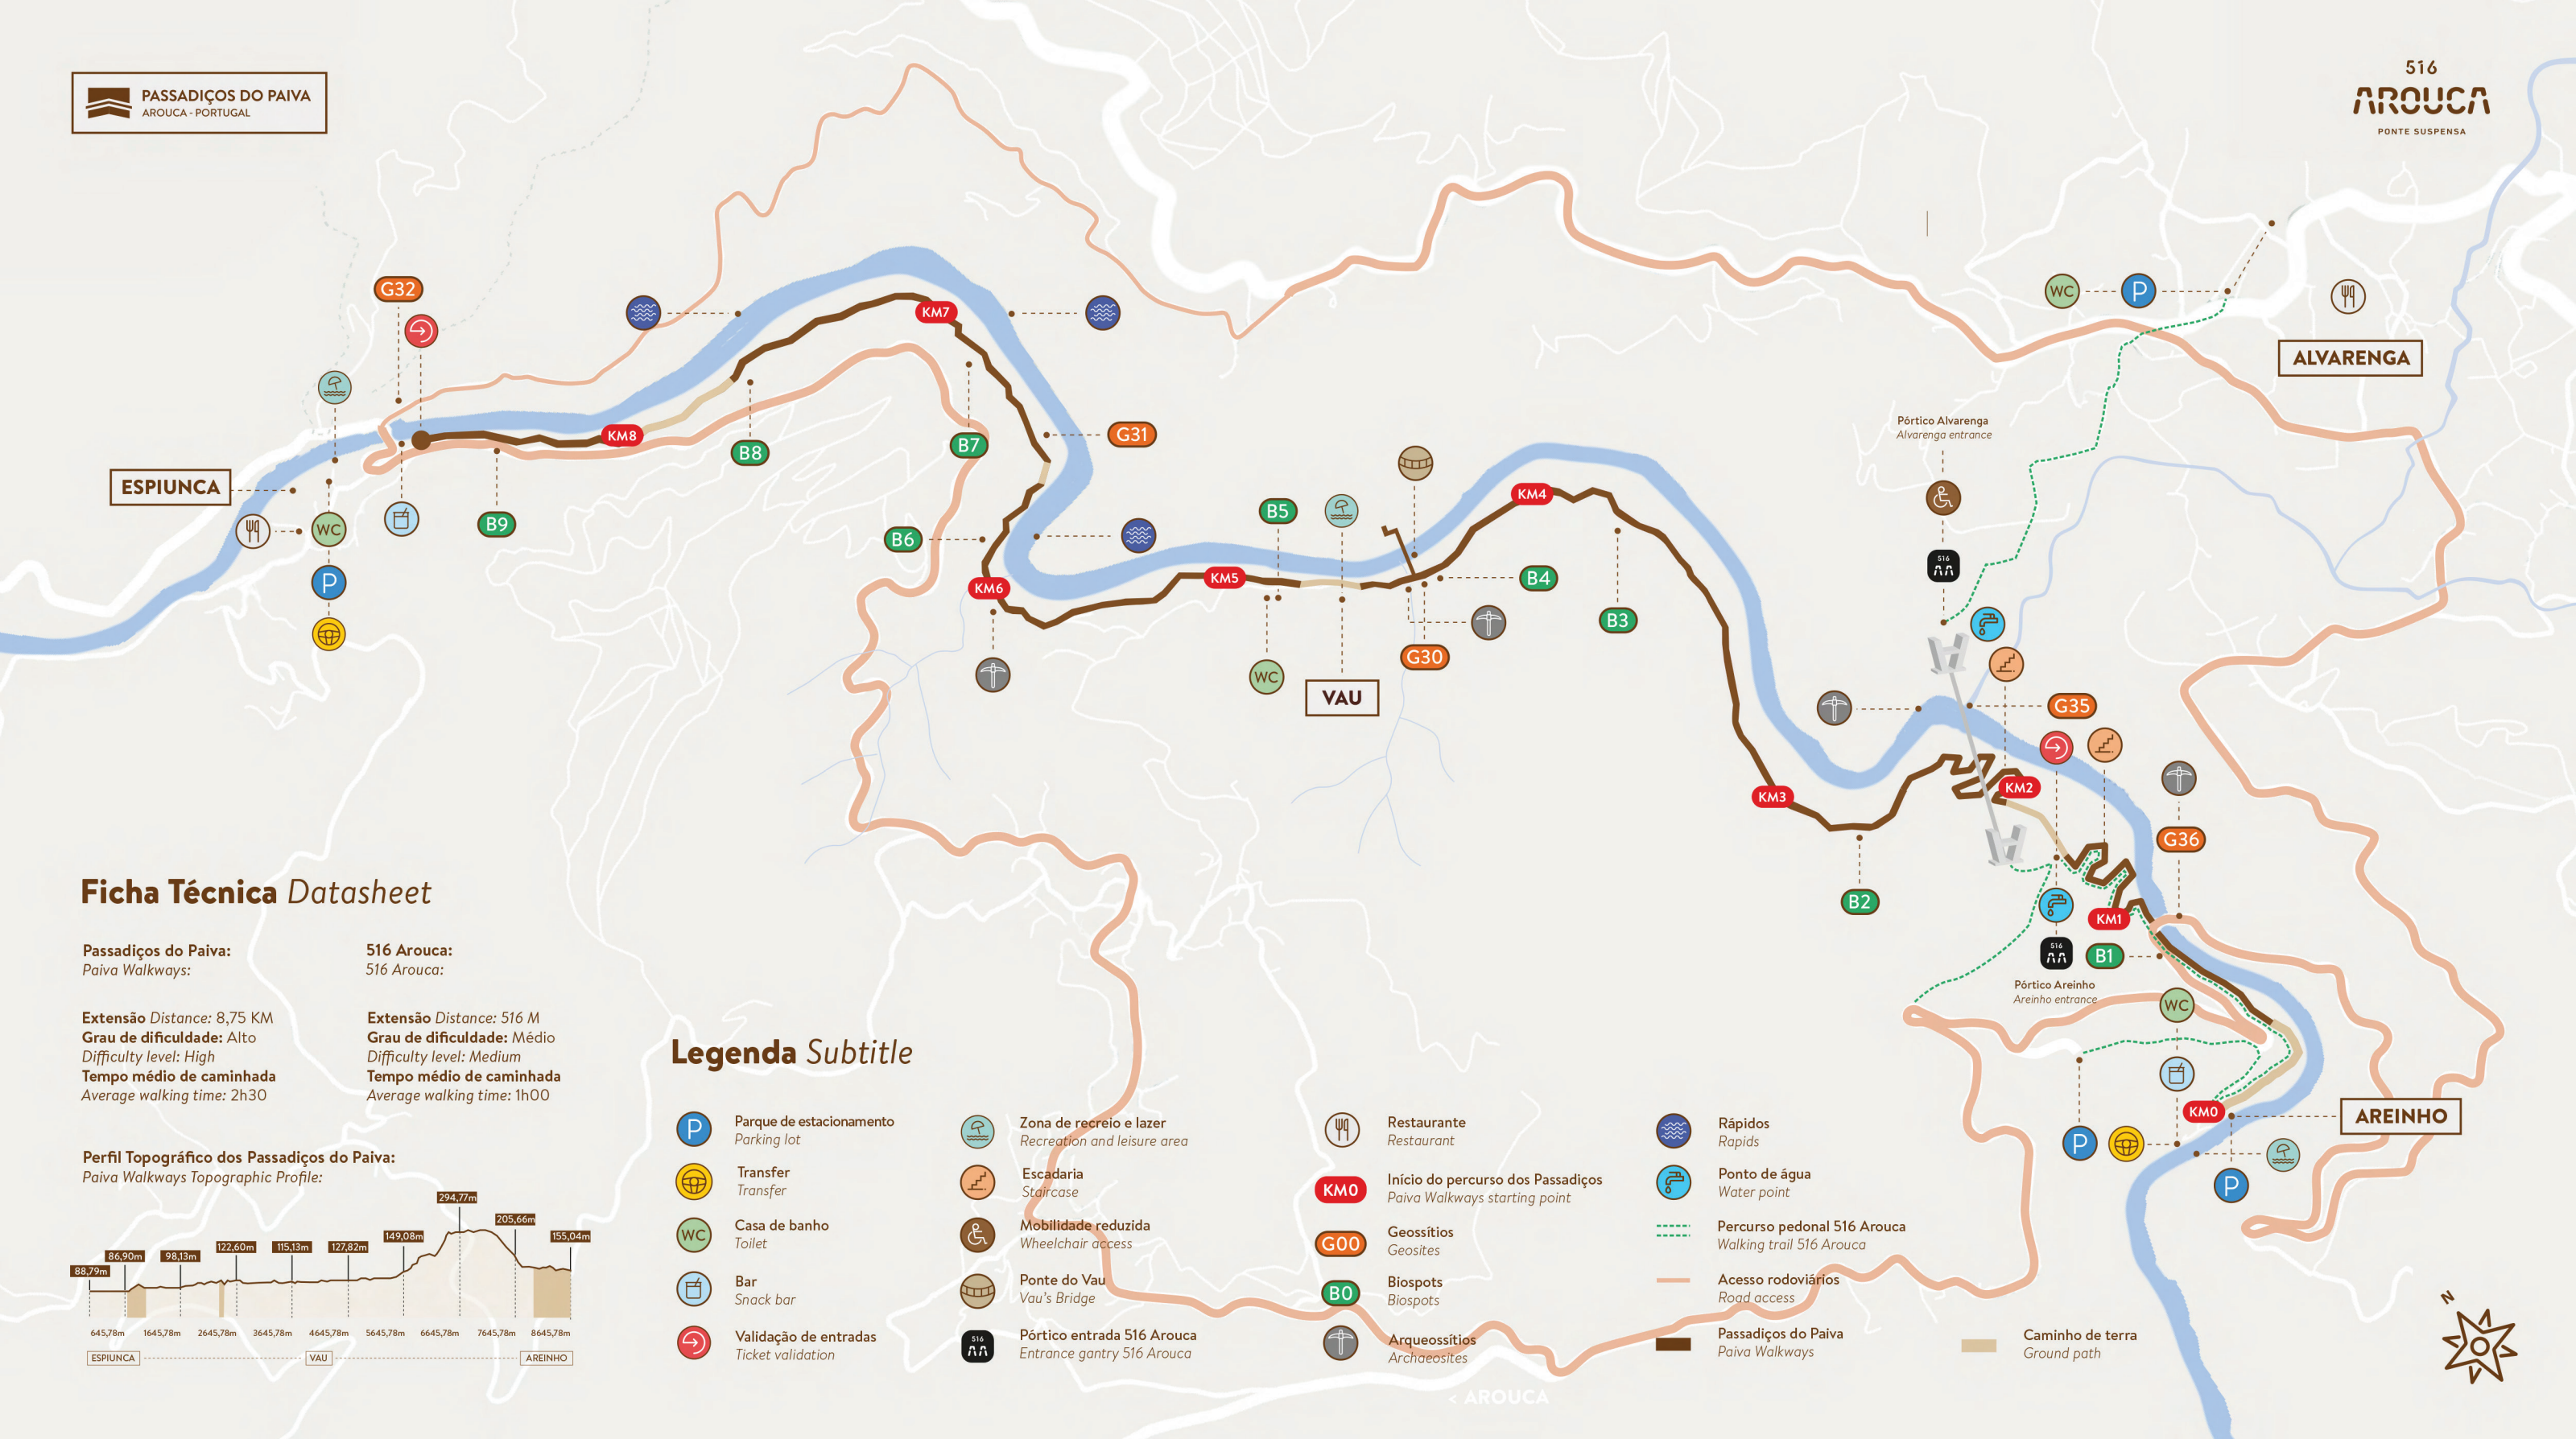 PASSADIÇOS DO PAIVA
AROUCA - PORTUGAL
516
AROUCA
PONTE SUSPENSA
G32
KM7
WC
P
ALVARENGA
Pórtico Alvarenga
Alvarenga entrance
KM8
B8
B7
G31
ESPIUNCA
WC
B9
P
B6
KM6
B5
KM5
KM4
B4
B3
G30
WC
VAU
516
G35
KM3
KM2
G36
B2
KM1
516
B1
Pórtico Areinho
Areinho entrance
WC
KM0
AREINHO
P
P
Ficha Técnica Datasheet
Passadiços do Paiva:
Paiva Walkways:
Extensão Distance: 8,75 KM
Grau de dificuldade: Alto
Difficulty level: High
Tempo médio de caminhada
Average walking time: 2h30
516 Arouca:
516 Arouca:
Extensão Distance: 516 M
Grau de dificuldade: Médio
Difficulty level: Medium
Tempo médio de caminhada
Average walking time: 1h00
Perfil Topográfico dos Passadiços do Paiva:
Paiva Walkways Topographic Profile:
88,79m
86,90m
98,13m
122,60m
115,13m
127,82m
149,08m
294,77m
205,66m
155,04m
645,78m
1645,78m
2645,78m
3645,78m
4645,78m
5645,78m
6645,78m
7645,78m
8645,78m
ESPIUNCA
VAU
AREINHO
Legenda Subtitle
P
Parque de estacionamento
Parking lot
Transfer
Transfer
WC
Casa de banho
Toilet
Bar
Snack bar
Validação de entradas
Ticket validation
Zona de recreio e lazer
Recreation and leisure area
Escadaria
Staircase
Mobilidade reduzida
Wheelchair access
Ponte do Vau
Vau's Bridge
516
Pórtico entrada 516 Arouca
Entrance gantry 516 Arouca
Restaurante
Restaurant
KM0
Início do percurso dos Passadiços
Paiva Walkways starting point
G00
Geossítios
Geosites
B0
Biospots
Biospots
Arqueossítios
Archaeosites
Rápidos
Rapids
Ponto de água
Water point
Percurso pedonal 516 Arouca
Walking trail 516 Arouca
Acesso rodoviários
Road access
Passadiços do Paiva
Paiva Walkways
Caminho de terra
Ground path
< AROUCA
N